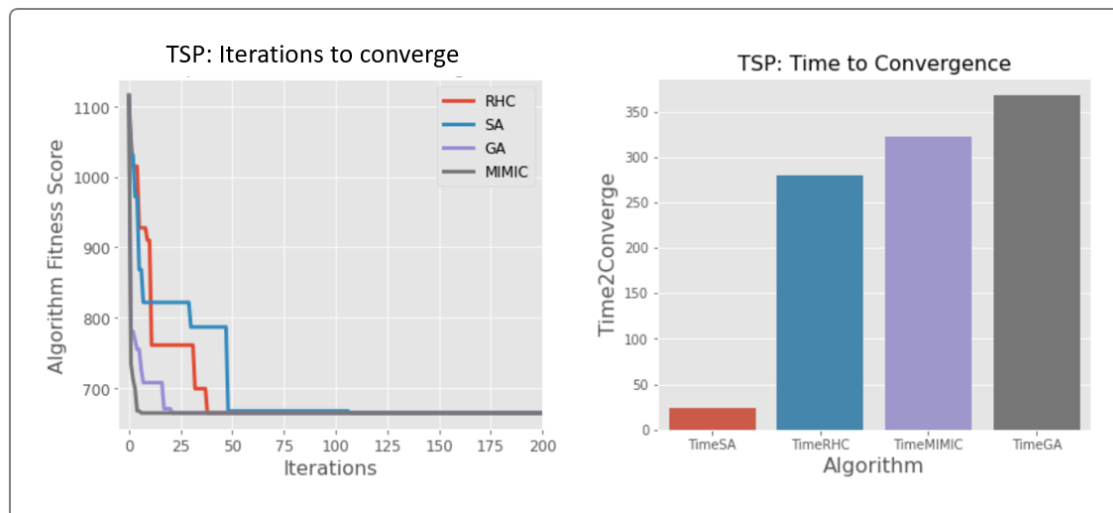 TSP: Iterations to converge
1100
1000
900
800
700
Algorithm Fitness Score
RHC
SA
GA
MIMIC
0
25
50
75
100
125
150
175
200
Iterations
TSP: Time to Convergence
350
300
250
200
150
100
50
0
Time2Converge
TimeSA
TimeRHC
TimeMIMIC
TimeGA
Algorithm